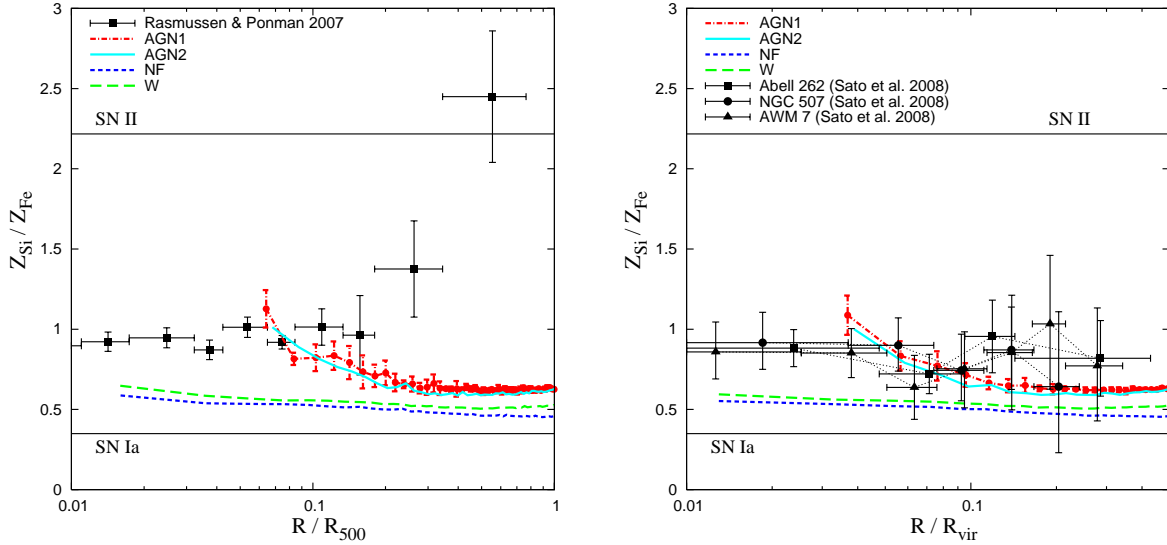 Rasmussen & Ponman 2007
AGN1
AGN2
NF
W
SN II
SN Ia
3
2.5
2
1.5
1
0.5
0
Z_Si / Z_Fe
0.01
0.1
1
R / R_500
AGN1
AGN2
NF
W
Abell 262 (Sato et al. 2008)
NGC 507 (Sato et al. 2008)
AWM 7 (Sato et al. 2008)
SN II
SN Ia
3
2.5
2
1.5
1
0.5
0
Z_Si / Z_Fe
0.01
0.1
R / R_vir